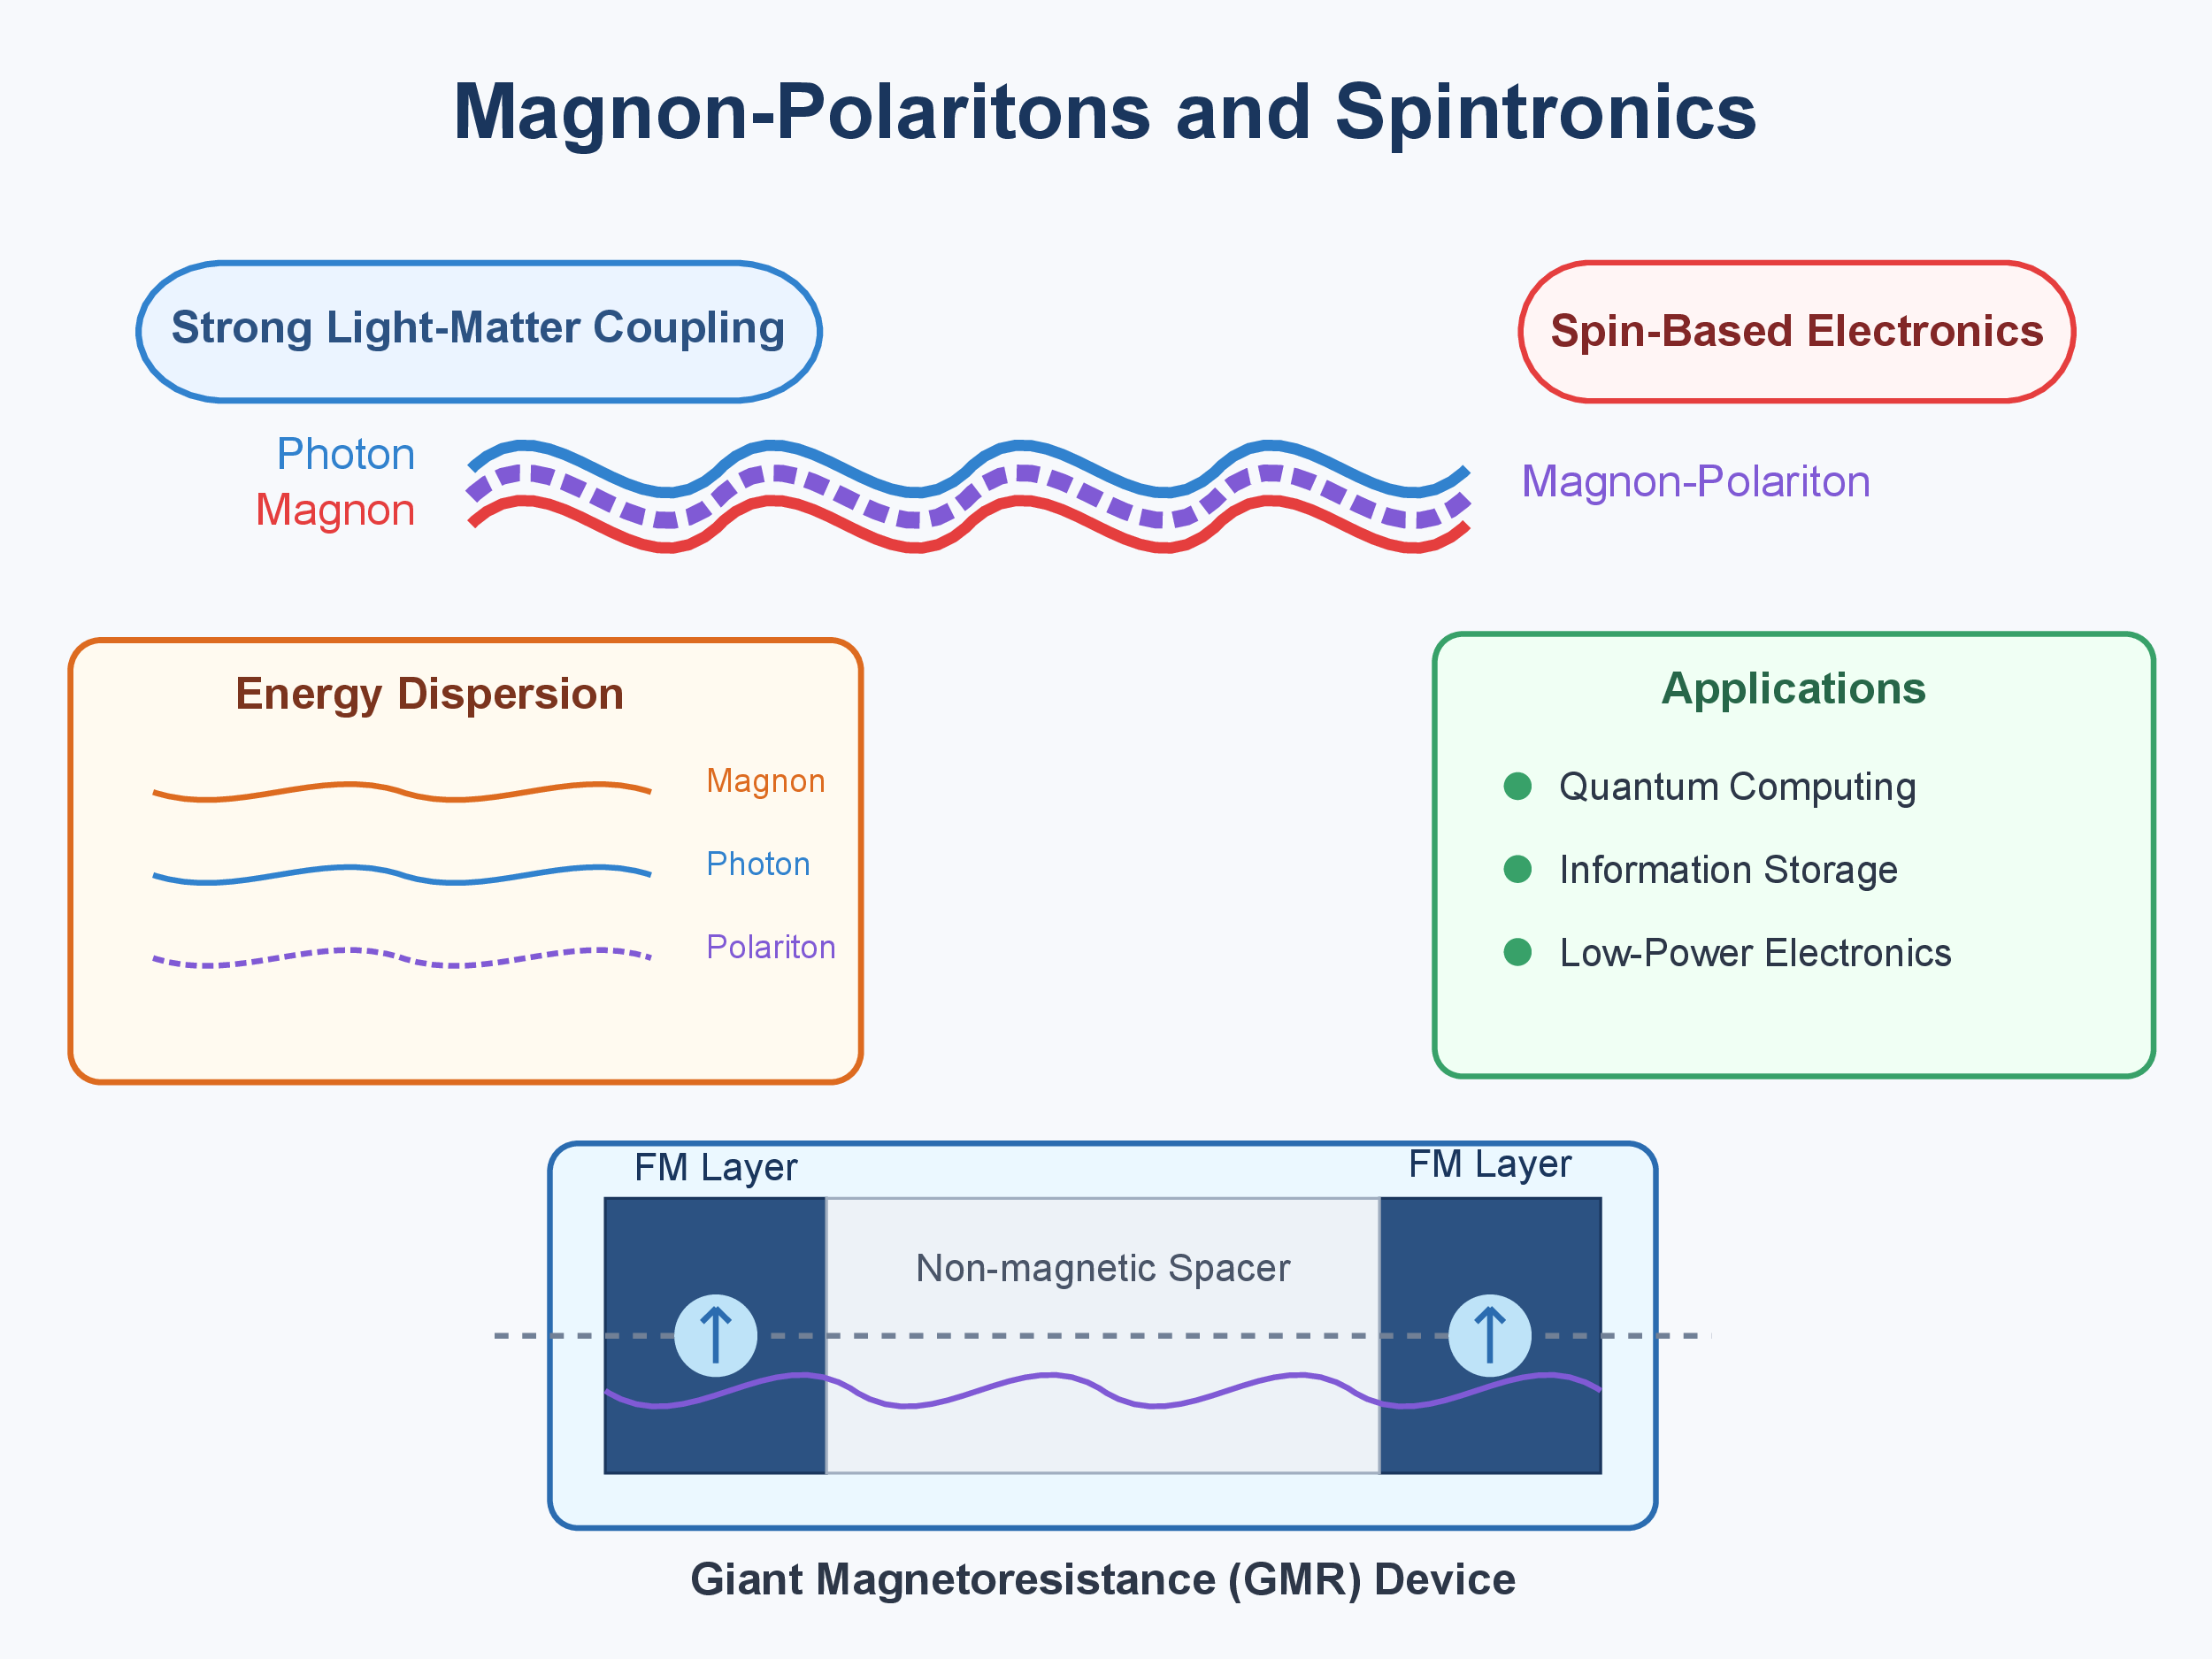 Magnon-Polaritons and Spintronics
Strong Light-Matter Coupling
Spin-Based Electronics
Photon
Magnon
Magnon-Polariton
Energy Dispersion
Magnon
Photon
Polariton
Applications
Quantum Computing
Information Storage
Low-Power Electronics
FM Layer
FM Layer
Non-magnetic Spacer
Giant Magnetoresistance (GMR) Device